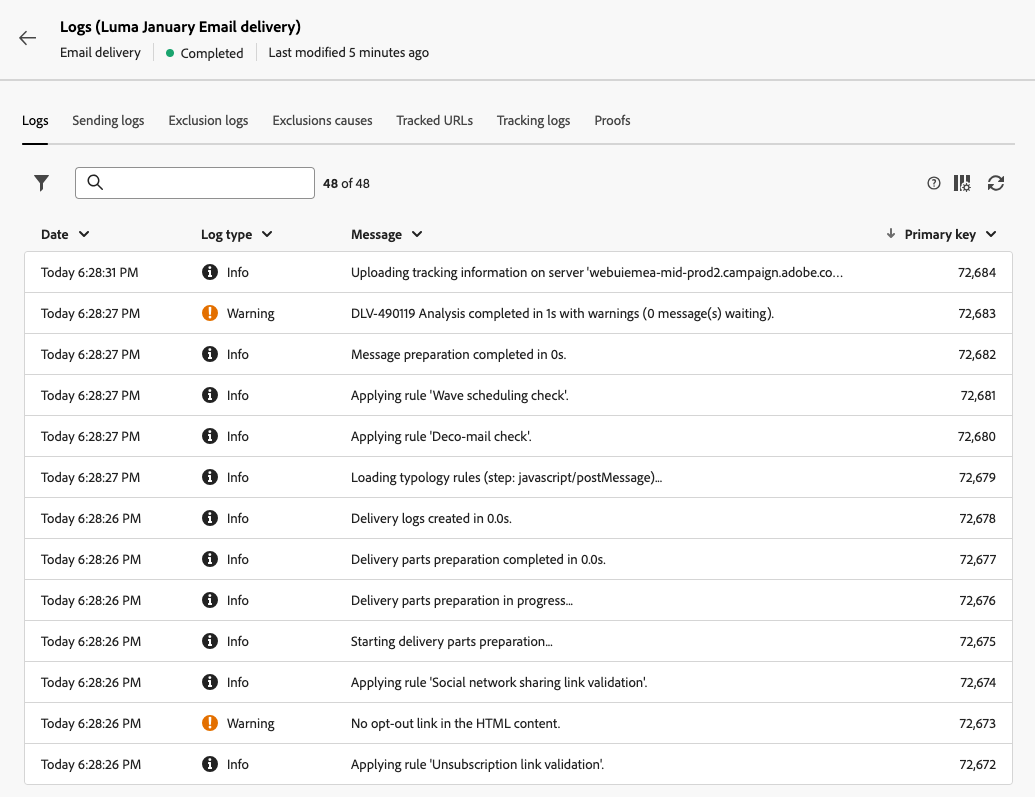 Logs (Luma January Email delivery)
Email delivery Completed Last modified 5 minutes ago
Logs Sending logs Exclusion logs Exclusions causes Tracked URLs Tracking logs Proofs
48 of 48
Date Log type Message Primary key
Today 6:28:31 PM Info Uploading tracking information on server 'webuiemea-mid-prod2.campaign.adobe.co... 72,684
Today 6:28:27 PM Warning DLV-490119 Analysis completed in 1s with warnings (0 message(s) waiting). 72,683
Today 6:28:27 PM Info Message preparation completed in 0s. 72,682
Today 6:28:27 PM Info Applying rule 'Wave scheduling check'. 72,681
Today 6:28:27 PM Info Applying rule 'Deco-mail check'. 72,680
Today 6:28:27 PM Info Loading typology rules (step: javascript/postMessage)... 72,679
Today 6:28:26 PM Info Delivery logs created in 0.0s. 72,678
Today 6:28:26 PM Info Delivery parts preparation completed in 0.0s. 72,677
Today 6:28:26 PM Info Delivery parts preparation in progress... 72,676
Today 6:28:26 PM Info Starting delivery parts preparation... 72,675
Today 6:28:26 PM Info Applying rule 'Social network sharing link validation'. 72,674
Today 6:28:26 PM Warning No opt-out link in the HTML content. 72,673
Today 6:28:26 PM Info Applying rule 'Unsubscription link validation'. 72,672